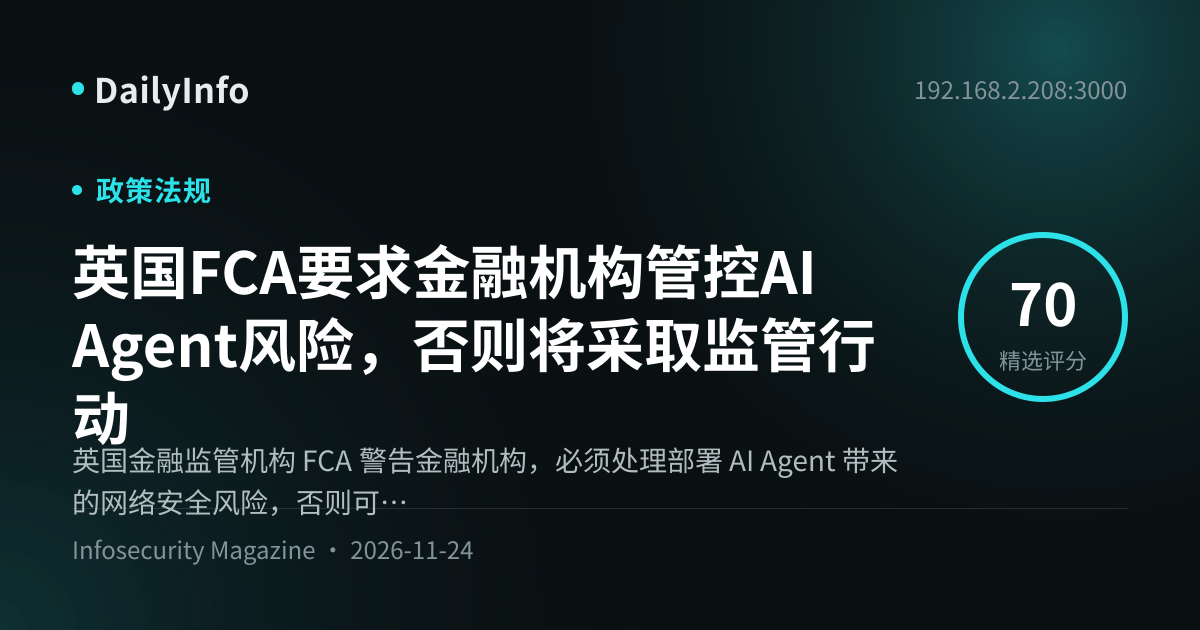 DailyInfo
192.168.2.208:3000
政策法规
英国FCA要求金融机构管控AI
Agent风险，否则将采取监管行
动
70
精选评分
英国金融监管机构 FCA 警告金融机构，必须处理部署 AI Agent 带来
的网络安全风险，否则可…
Infosecurity Magazine · 2026-11-24